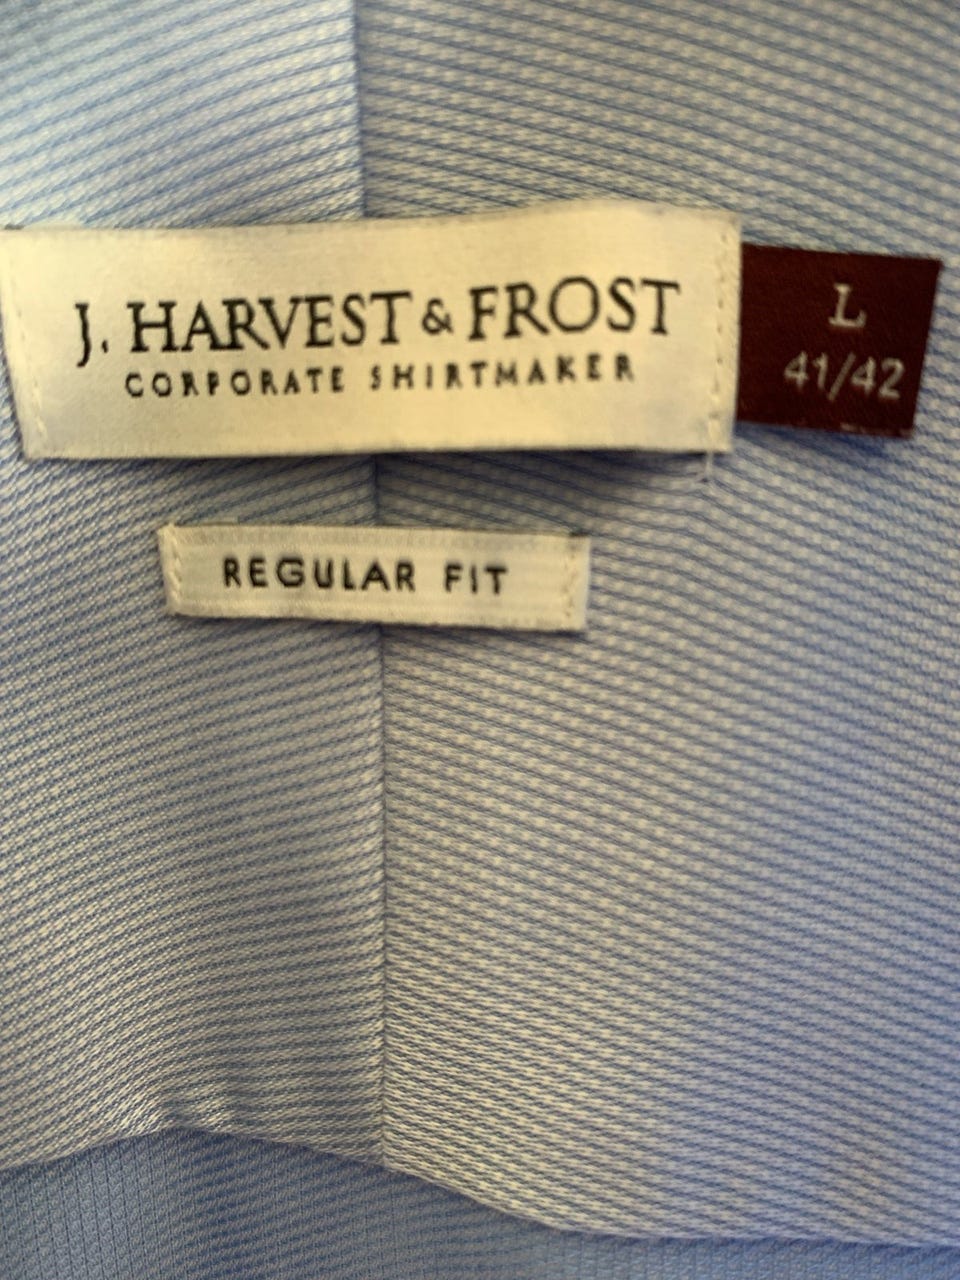 J. HARVEST & FROST
CORPORATE SHIRTMAKER
L
41/42
REGULAR FIT